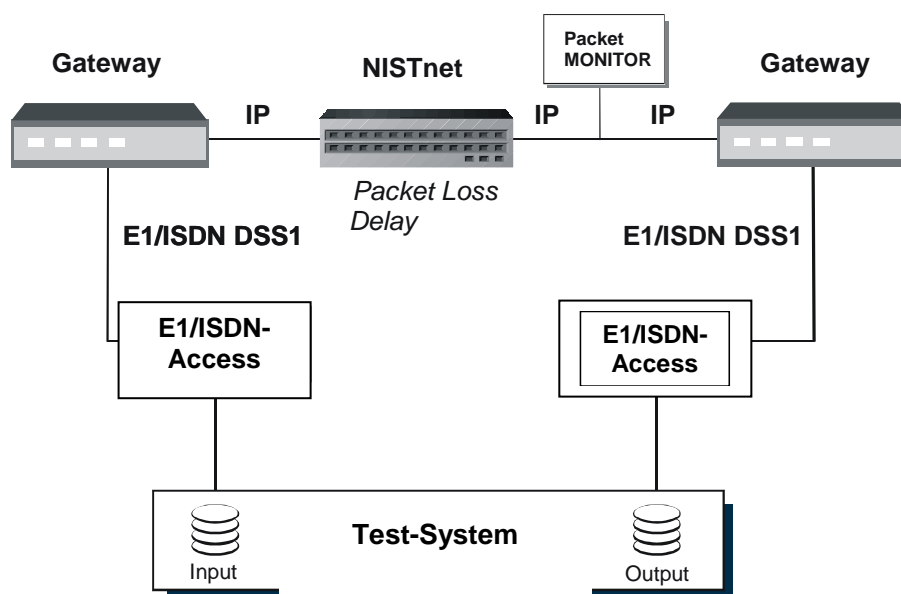 Packet
MONITOR
Gateway
NISTnet
Gateway
IP
IP
IP
Packet Loss
Delay
E1/ISDN DSS1
E1/ISDN DSS1
E1/ISDN-
Access
E1/ISDN-
Access
Test-System
Input
Output